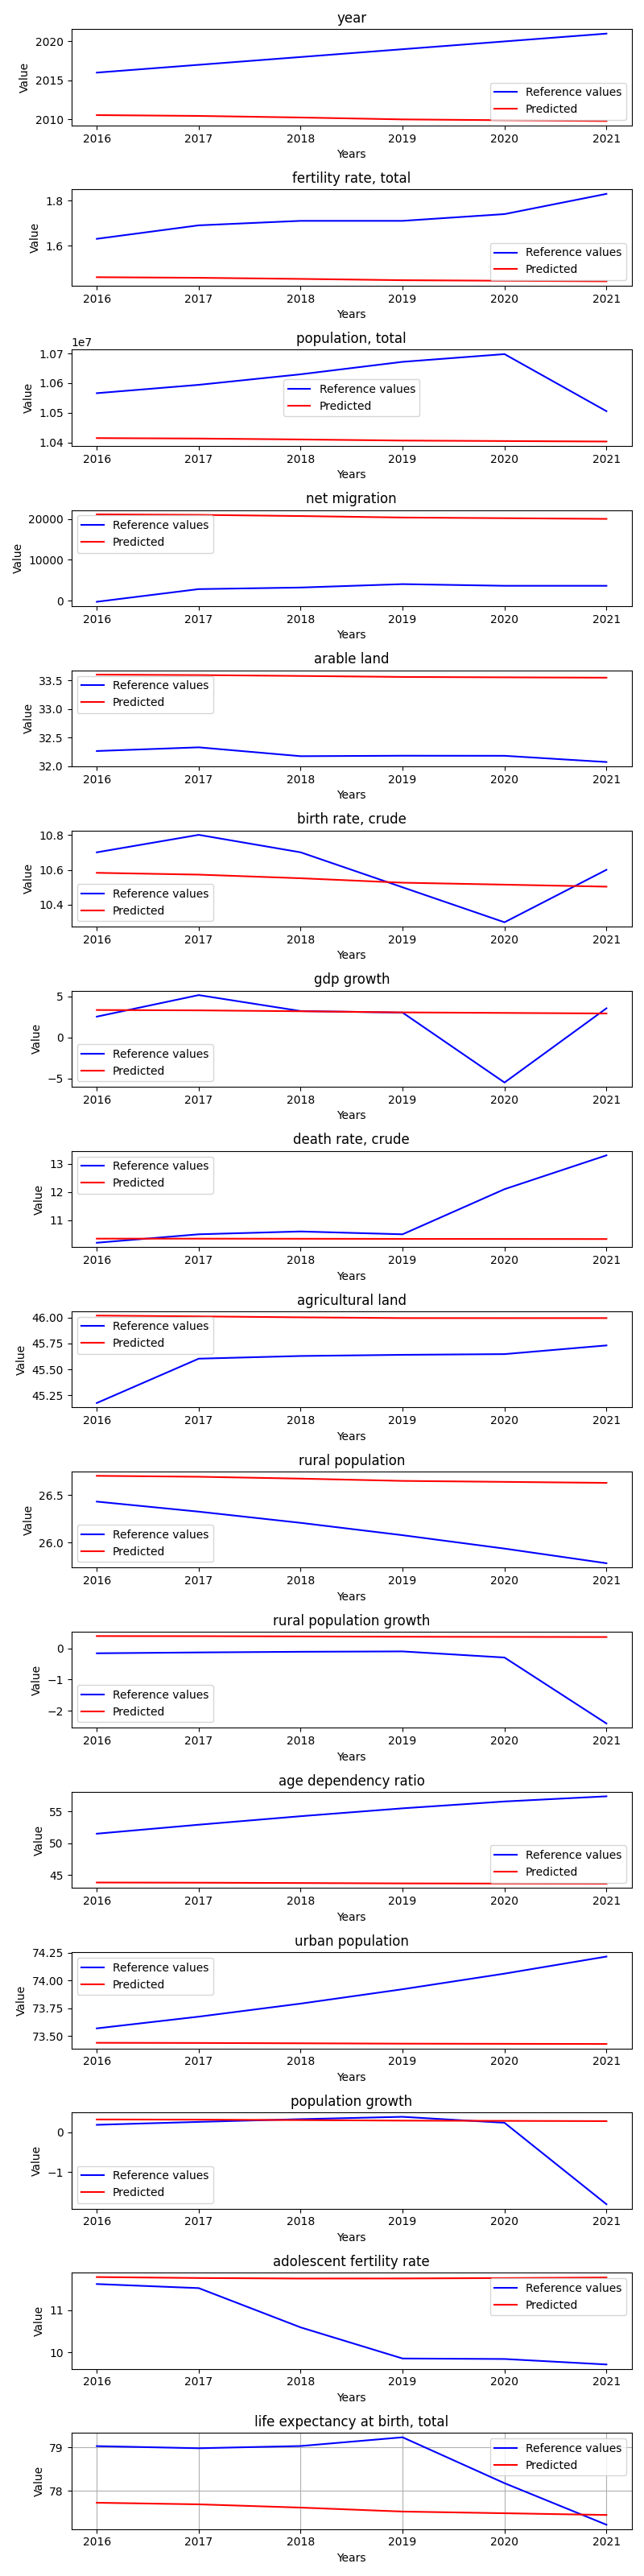 year
2020
2015
2010
Value
Reference values
Predicted
2016 2017 2018 2019 2020 2021
Years
fertility rate, total
1.8
1.6
Value
Reference values
Predicted
2016 2017 2018 2019 2020 2021
Years
population, total
1e7
1.07
1.06
1.05
1.04
Value
Reference values
Predicted
2016 2017 2018 2019 2020 2021
Years
net migration
20000
10000
0
Value
Reference values
Predicted
2016 2017 2018 2019 2020 2021
Years
arable land
33.5
33.0
32.5
32.0
Value
Reference values
Predicted
2016 2017 2018 2019 2020 2021
Years
birth rate, crude
10.8
10.6
10.4
Value
Reference values
Predicted
2016 2017 2018 2019 2020 2021
Years
gdp growth
5
0
−5
Value
Reference values
Predicted
2016 2017 2018 2019 2020 2021
Years
death rate, crude
13
12
11
Value
Reference values
Predicted
2016 2017 2018 2019 2020 2021
Years
agricultural land
46.00
45.75
45.50
45.25
Value
Reference values
Predicted
2016 2017 2018 2019 2020 2021
Years
rural population
26.5
26.0
Value
Reference values
Predicted
2016 2017 2018 2019 2020 2021
Years
rural population growth
0
−1
−2
Value
Reference values
Predicted
2016 2017 2018 2019 2020 2021
Years
age dependency ratio
55
50
45
Value
Reference values
Predicted
2016 2017 2018 2019 2020 2021
Years
urban population
74.25
74.00
73.75
73.50
Value
Reference values
Predicted
2016 2017 2018 2019 2020 2021
Years
population growth
0
−1
Value
Reference values
Predicted
2016 2017 2018 2019 2020 2021
Years
adolescent fertility rate
11
10
Value
Reference values
Predicted
2016 2017 2018 2019 2020 2021
Years
life expectancy at birth, total
79
78
Value
Reference values
Predicted
2016 2017 2018 2019 2020 2021
Years